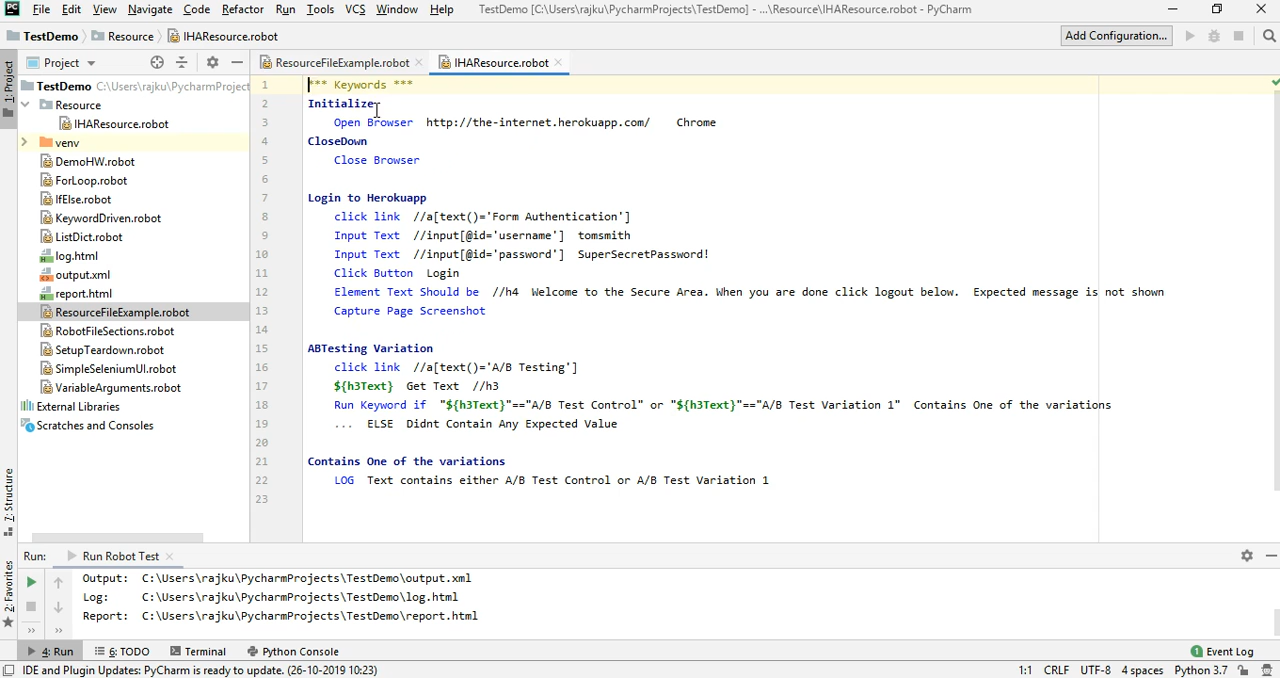 PC File Edit View Navigate Code Refactor Run Tools VCS Window Help TestDemo [C:\Users\rajku\PycharmProjects\TestDemo] - ...\Resource\IHAResource.robot - PyCharm
TestDemo Resource IHAResource.robot Add Configuration...
Project ResourceFileExample.robot IHAResource.robot
1: Project
TestDemo C:\Users\rajku\PycharmProject
Resource
IHAResource.robot
venv
DemoHW.robot
ForLoop.robot
IfElse.robot
KeywordDriven.robot
ListDict.robot
log.html
output.xml
report.html
ResourceFileExample.robot
RobotFileSections.robot
SetupTeardown.robot
SimpleSeleniumUI.robot
VariableArguments.robot
External Libraries
Scratches and Consoles
1 *** Keywords ***
2 Initialize
3 Open Browser http://the-internet.herokuapp.com/ Chrome
4 CloseDown
5 Close Browser
6
7 Login to Herokuapp
8 click link //a[text()='Form Authentication']
9 Input Text //input[@id='username'] tomsmith
10 Input Text //input[@id='password'] SuperSecretPassword!
11 Click Button Login
12 Element Text Should be //h4 Welcome to the Secure Area. When you are done click logout below. Expected message is not shown
13 Capture Page Screenshot
14
15 ABTesting Variation
16 click link //a[text()='A/B Testing']
17 ${h3Text} Get Text //h3
18 Run Keyword if "${h3Text}"=="A/B Test Control" or "${h3Text}"=="A/B Test Variation 1" Contains One of the variations
19 ... ELSE Didnt Contain Any Expected Value
20
21 Contains One of the variations
22 LOG Text contains either A/B Test Control or A/B Test Variation 1
23
Z: Structure
2: Favorites
Run: Run Robot Test
Output: C:\Users\rajku\PycharmProjects\TestDemo\output.xml
Log: C:\Users\rajku\PycharmProjects\TestDemo\log.html
Report: C:\Users\rajku\PycharmProjects\TestDemo\report.html
4: Run 6: TODO Terminal Python Console 1 Event Log
IDE and Plugin Updates: PyCharm is ready to update. (26-10-2019 10:23) 1:1 CRLF UTF-8 4 spaces Python 3.7